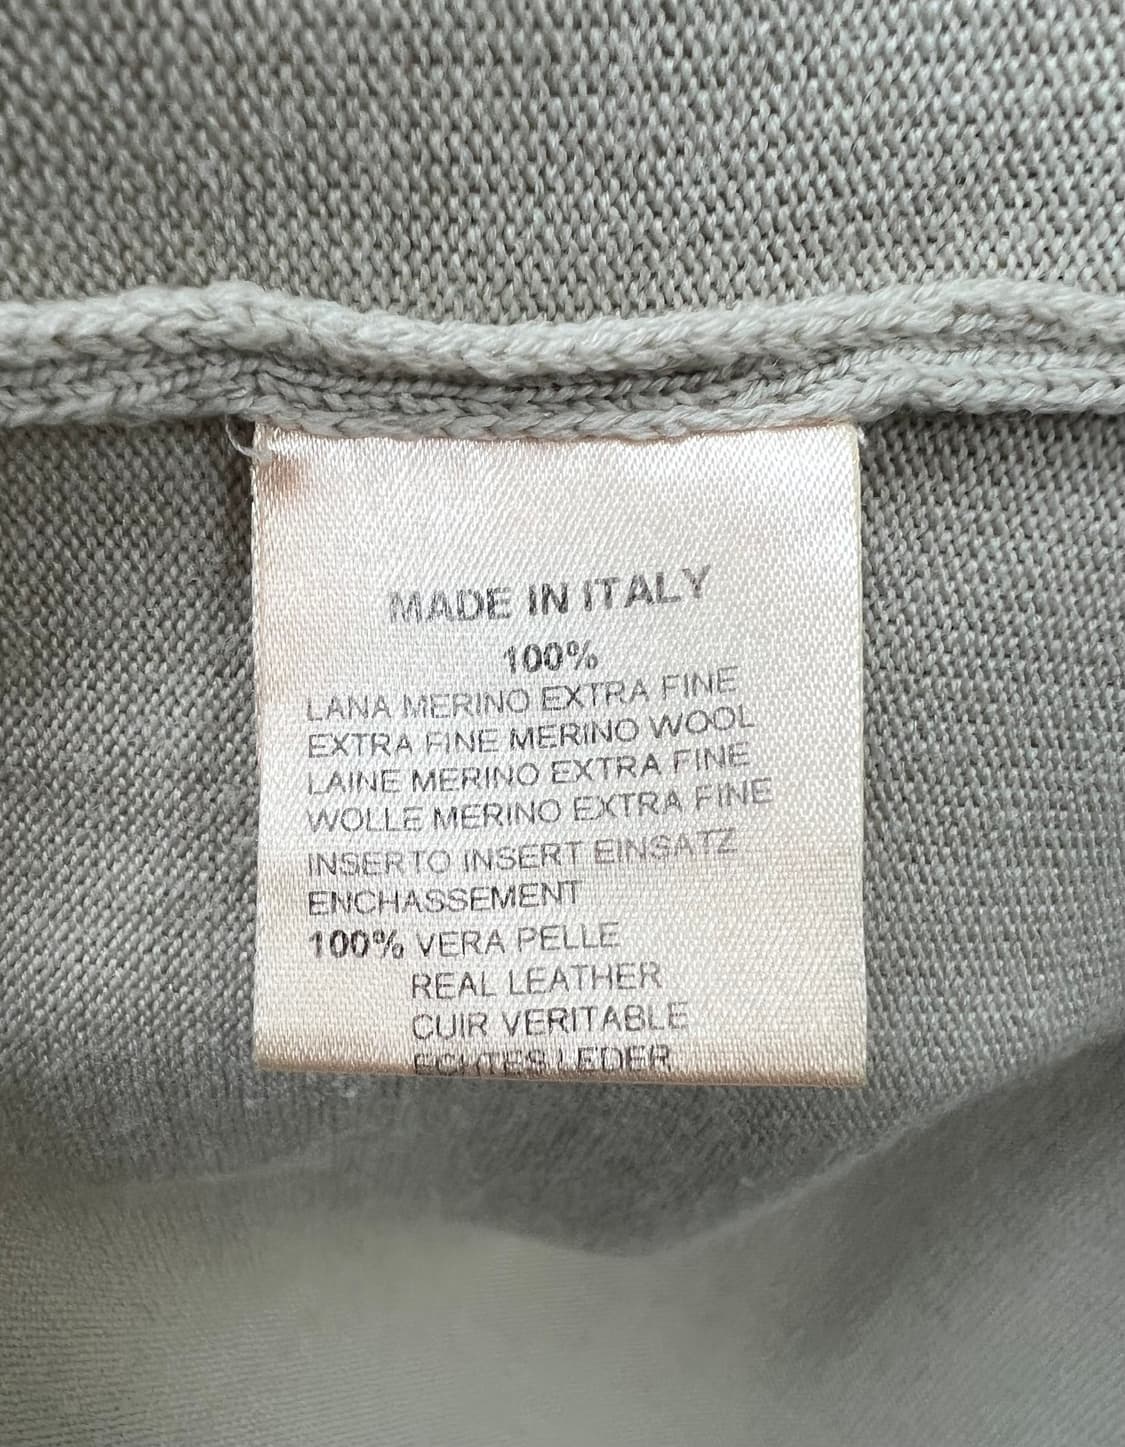 MADE IN ITALY
100%
LANA MERINO EXTRA FINE
EXTRA FINE MERINO WOOL
LAINE MERINO EXTRA FINE
WOLLE MERINO EXTRA FINE
INSERTO INSERT EINSATZ
ENCHASSEMENT
100% VERA PELLE
REAL LEATHER
CUIR VERITABLE
ECHTES LEDER